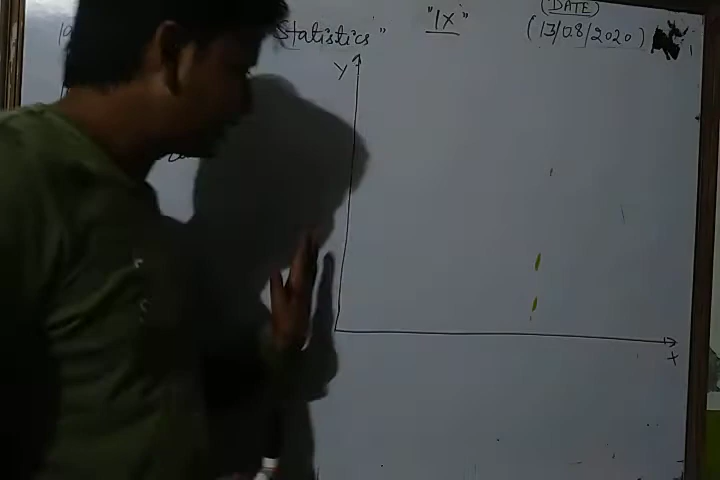 Statistics" "IX" (DATE)
(13/08/2020)
Y
X